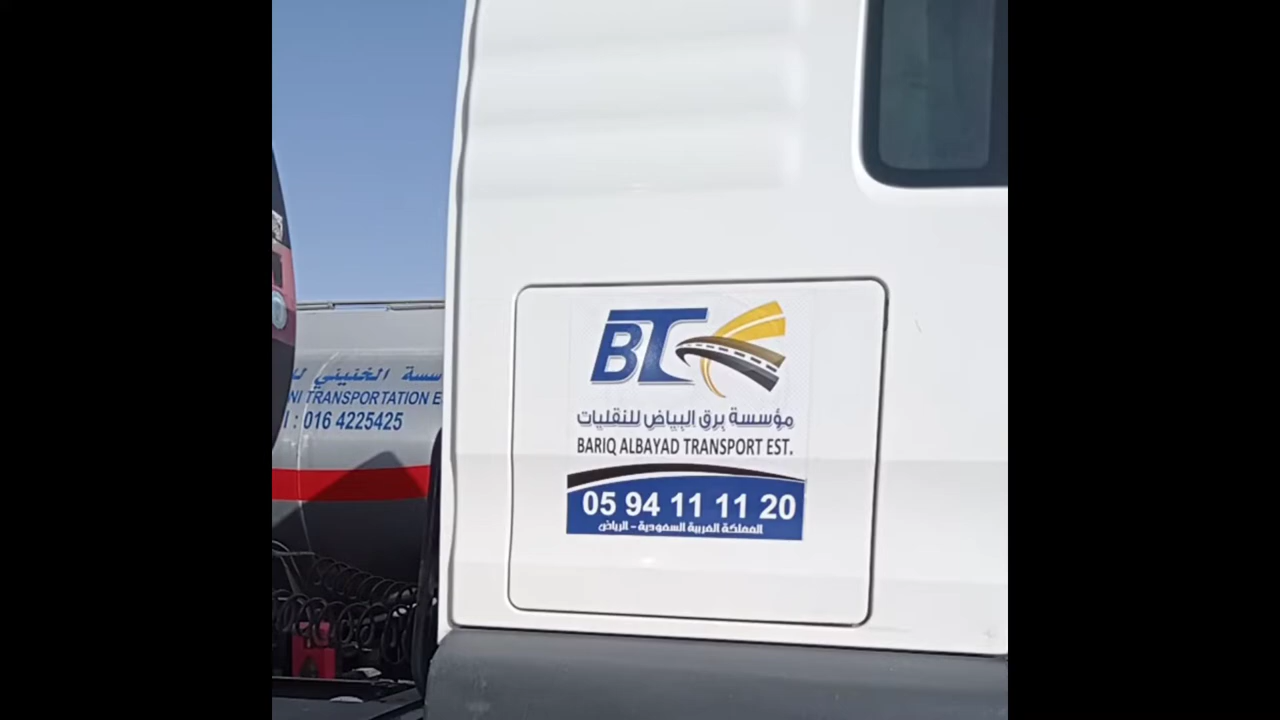 BT
مؤسسة برق البياض للنقليات
BARIQ ALBAYAD TRANSPORT EST.
05 94 11 11 20
المملكة العربية السعودية - الرياض
الخنيني
TRANSPORTATION
: 016 4225425